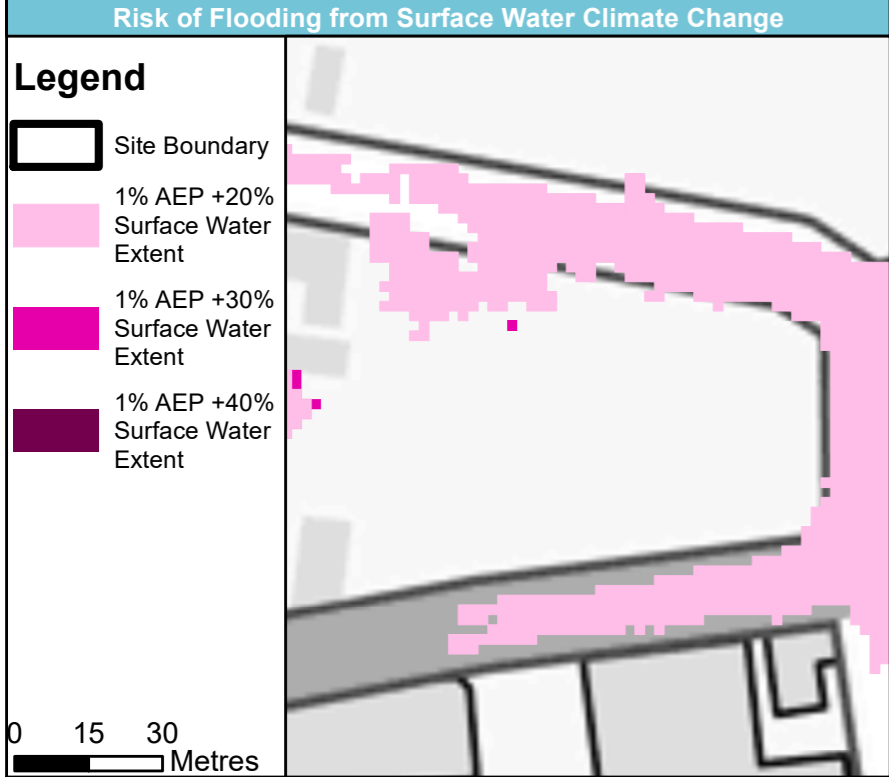 Risk of Flooding from Surface Water Climate Change
Legend
Site Boundary
1% AEP +20%
Surface Water
Extent
1% AEP +30%
Surface Water
Extent
1% AEP +40%
Surface Water
Extent
0 15 30
Metres